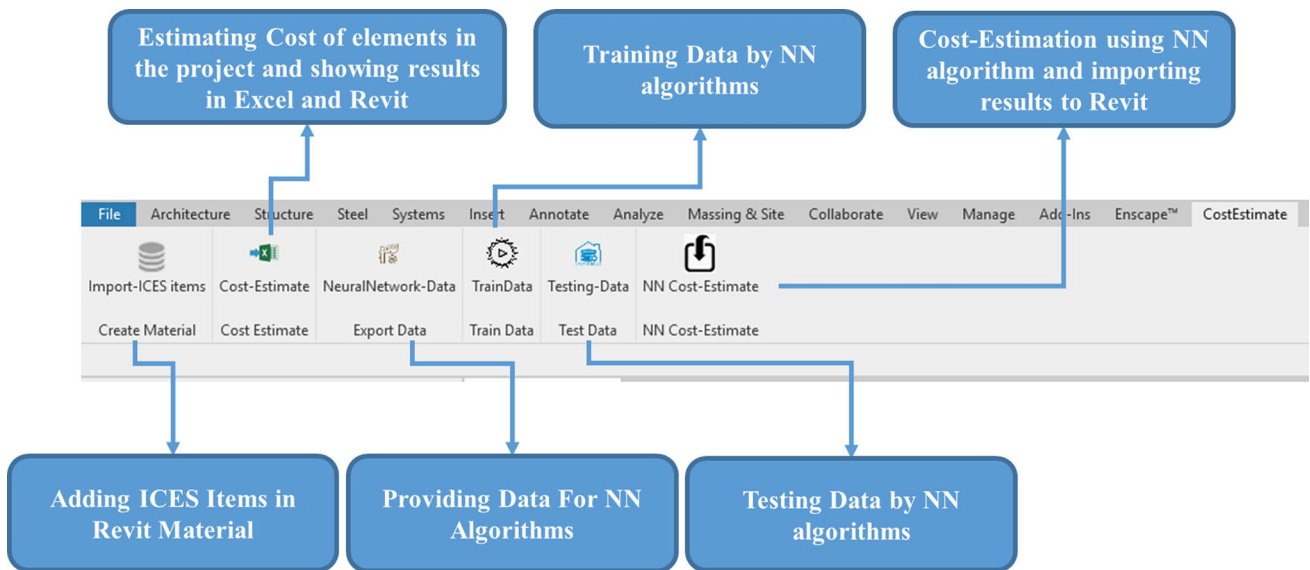 Estimating Cost of elements in
the project and showing results
in Excel and Revit
Training Data by NN
algorithms
Cost-Estimation using NN
algorithm and importing
results to Revit
File Architecture Structure Steel Systems Insert Annotate Analyze Massing & Site Collaborate View Manage Add-Ins Enscape™ CostEstimate
Import-ICES items Cost-Estimate NeuralNetwork-Data TrainData Testing-Data NN Cost-Estimate
Create Material Cost Estimate Export Data Train Data Test Data NN Cost-Estimate
Adding ICES Items in
Revit Material
Providing Data For NN
Algorithms
Testing Data by NN
algorithms